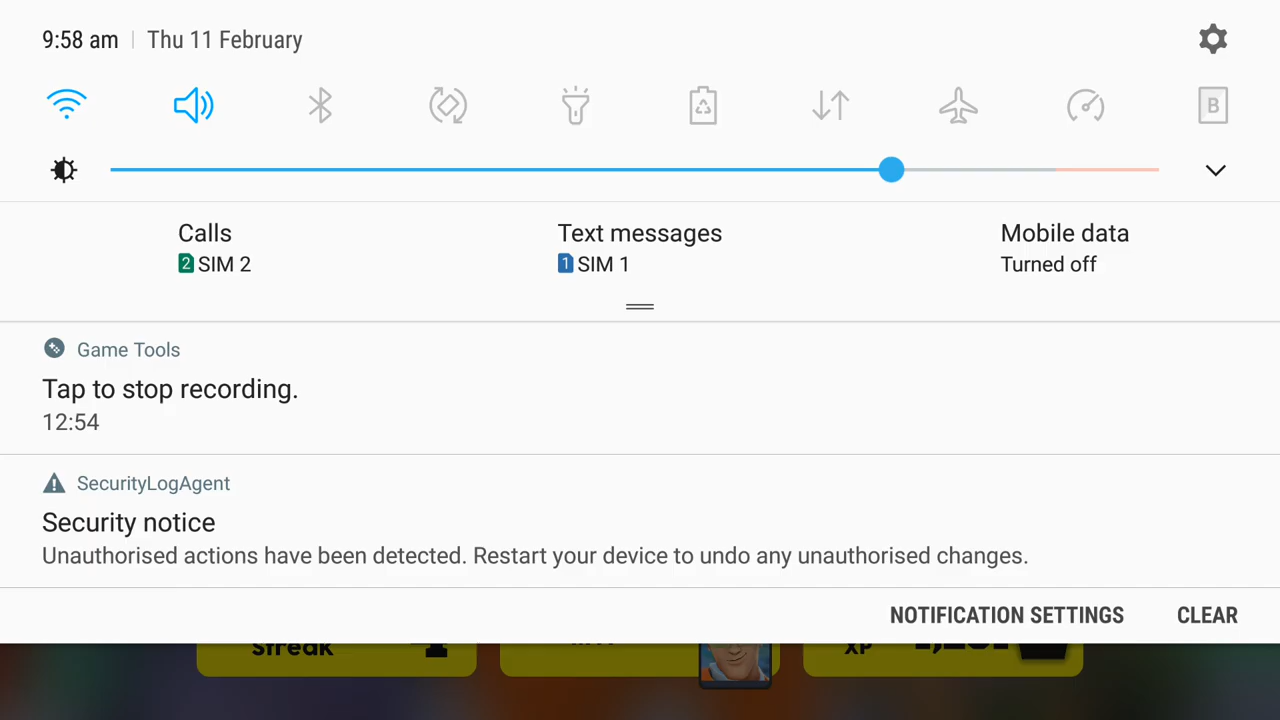 9:58 am | Thu 11 February
B
Calls
Text messages
Mobile data
2 SIM 2
1 SIM 1
Turned off
Game Tools
Tap to stop recording.
12:54
SecurityLogAgent
Security notice
Unauthorised actions have been detected. Restart your device to undo any unauthorised changes.
NOTIFICATION SETTINGS
CLEAR
Streak
XP